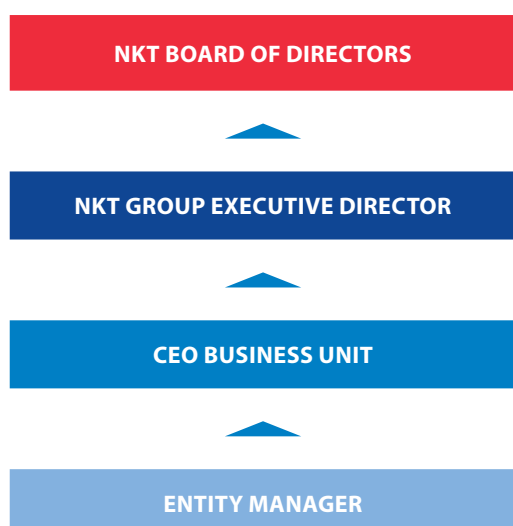 NKT BOARD OF DIRECTORS
NKT GROUP EXECUTIVE DIRECTOR
CEO BUSINESS UNIT
ENTITY MANAGER